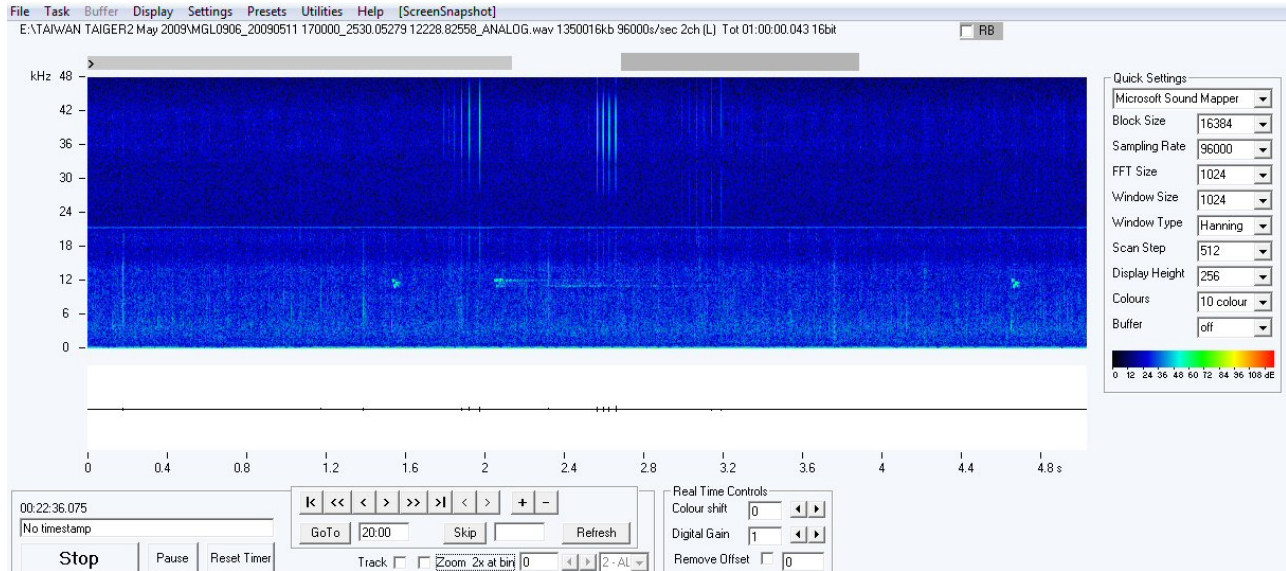 File Task Buffer Display Settings Presets Utilities Help [ScreenSnapshot]
E:\TAIWAN TAIGER2 May 2009\MGL0906_20090511 170000_2530.05279 12228.82558_ANALOG.wav 1350016kb 96000s/sec 2ch (L) Tot 01:00:00.043 16bit RB
kHz 48
42
36
30
24
18
12
6
0
0 0.4 0.8 1.2 1.6 2 2.4 2.8 3.2 3.6 4 4.4 4.8 s
Quick Settings
Microsoft Sound Mapper
Block Size 16384
Sampling Rate 96000
FFT Size 1024
Window Size 1024
Window Type Hanning
Scan Step 512
Display Height 256
Colours 10 colour
Buffer off
0 12 24 36 48 60 72 84 96 108 dE
00:22:36.075
No timestamp
Stop Pause Reset Timer
|< << < > >> >| < > + -
GoTo 20:00 Skip Refresh
Track Zoom 2x at bin 0 2 - AL
Real Time Controls
Colour shift 0
Digital Gain 1
Remove Offset 0